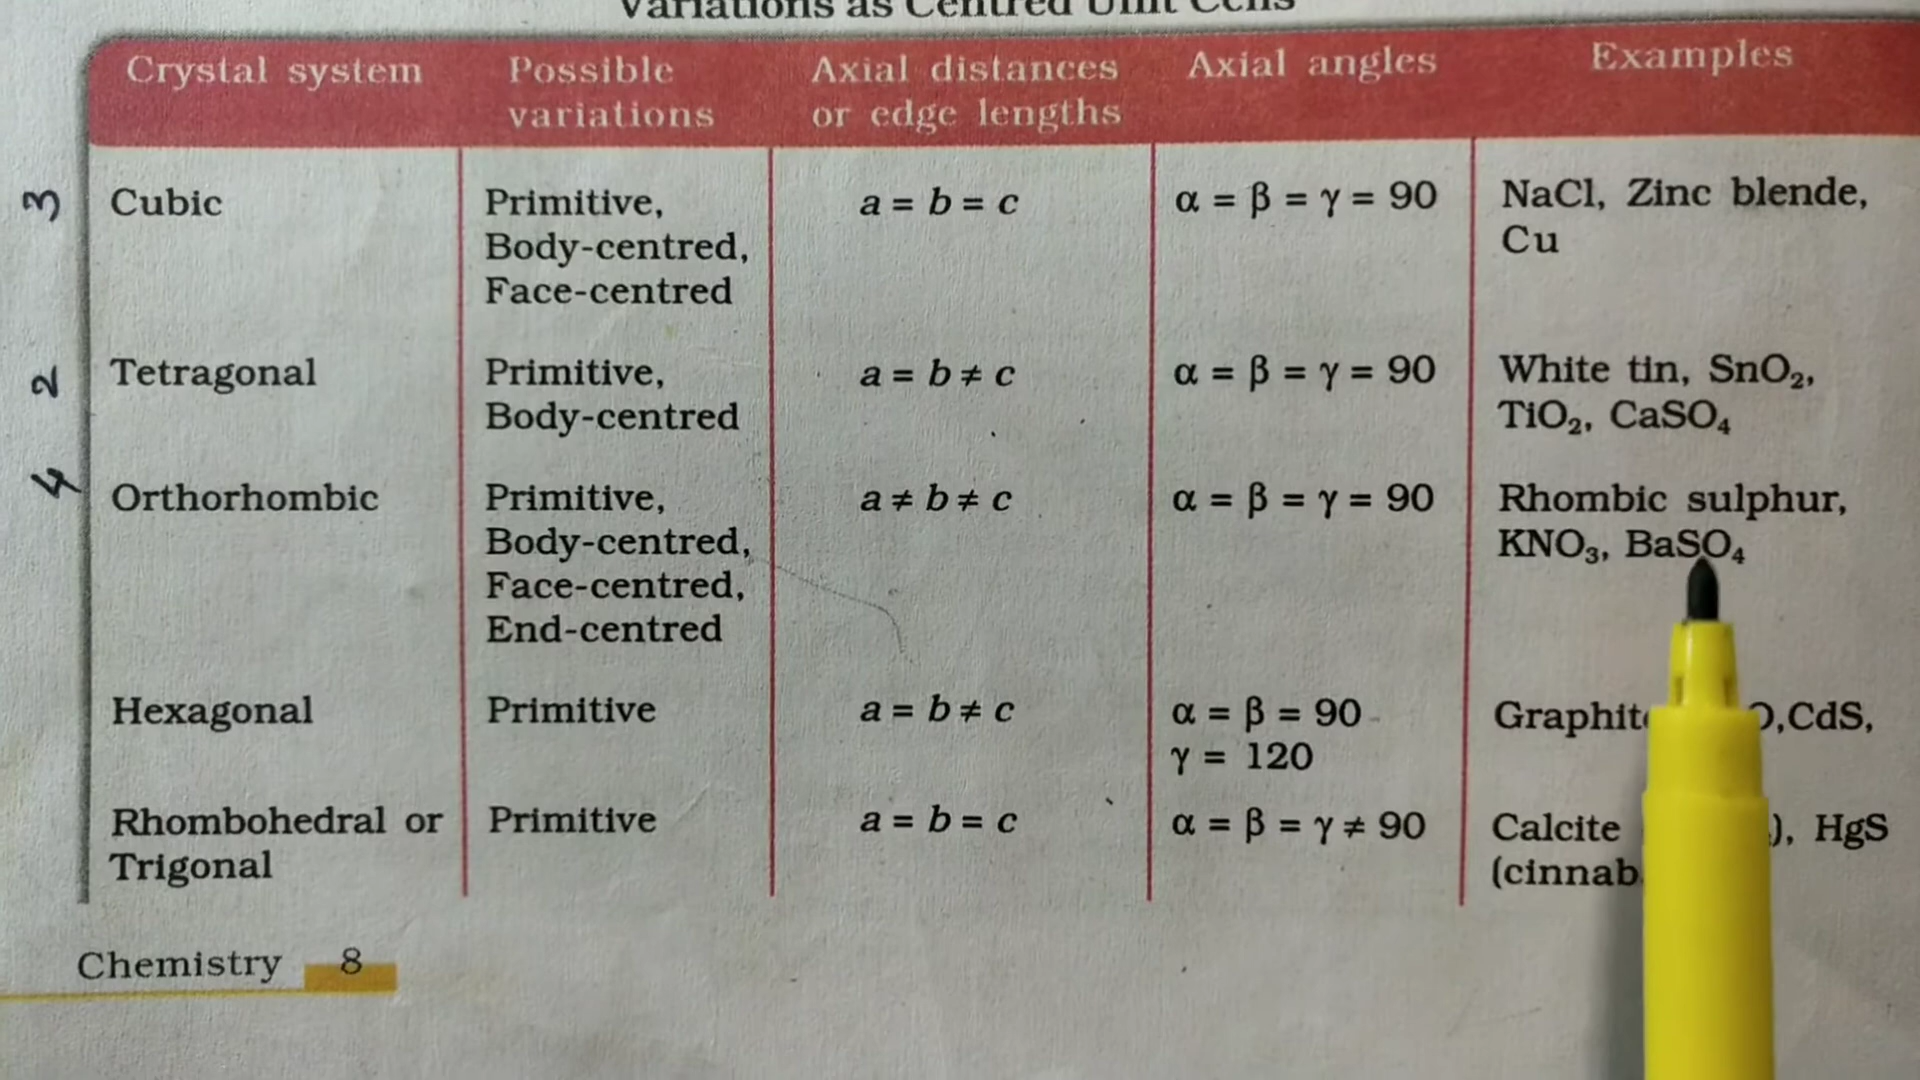 Variations as Centred Unit Cells
Crystal system Possible variations Axial distances or edge lengths Axial angles Examples
3 Cubic Primitive, a = b = c α = β = γ = 90 NaCl, Zinc blende,
Body-centred, Cu
Face-centred
2 Tetragonal Primitive, a = b ≠ c α = β = γ = 90 White tin, SnO₂,
Body-centred TiO₂, CaSO₄
4 Orthorhombic Primitive, a ≠ b ≠ c α = β = γ = 90 Rhombic sulphur,
Body-centred, KNO₃, BaSO₄
Face-centred,
End-centred
Hexagonal Primitive a = b ≠ c α = β = 90 CdS,
γ = 120
Rhombohedral or Primitive a = b = c α = β = γ ≠ 90 Calcite HgS
Trigonal
Chemistry 8